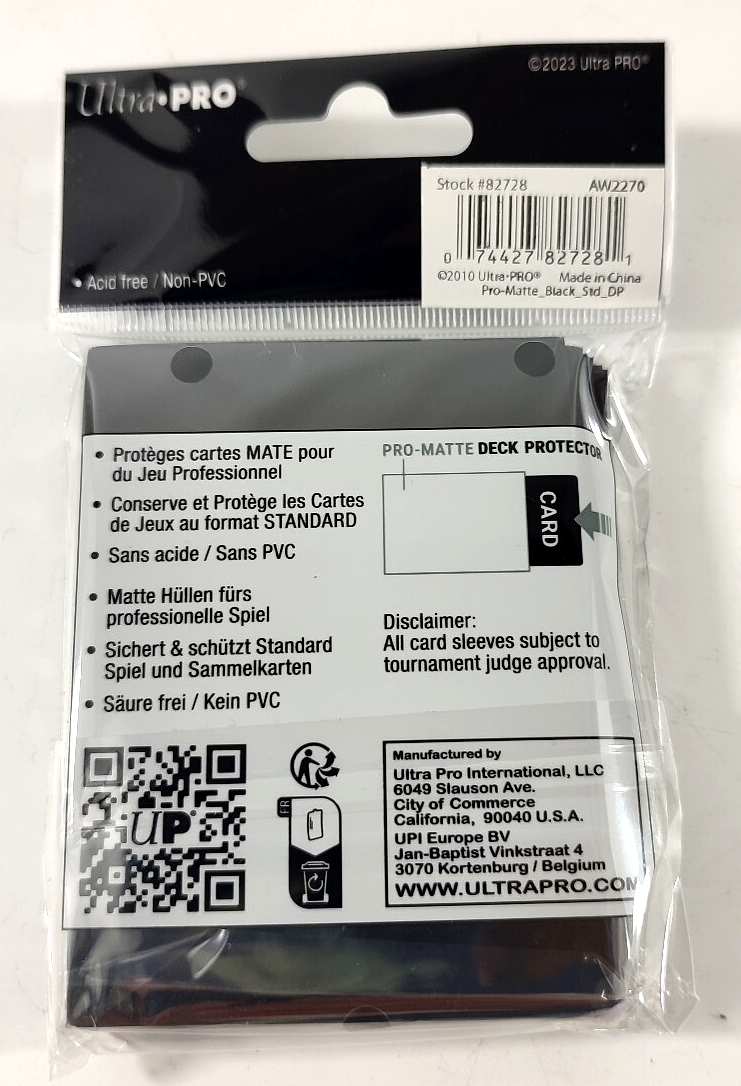 ©2023 Ultra PRO®
Ultra•PRO®
Stock #82728 AW2270
0 74427 82728 1
©2010 Ultra•PRO® Made in China
Pro-Matte_Black_Std_DP
• Acid free / Non-PVC
• Protèges cartes MATE pour
du Jeu Professionnel
• Conserve et Protège les Cartes
de Jeux au format STANDARD
• Sans acide / Sans PVC
• Matte Hüllen fürs
professionelle Spiel
• Sichert & schützt Standard
Spiel und Sammelkarten
• Säure frei / Kein PVC
PRO-MATTE DECK PROTECTOR
CARD
Disclaimer:
All card sleeves subject to
tournament judge approval.
UP®
FR
Manufactured by
Ultra Pro International, LLC
6049 Slauson Ave.
City of Commerce
California, 90040 U.S.A.
UPI Europe BV
Jan-Baptist Vinkstraat 4
3070 Kortenburg / Belgium
WWW.ULTRAPRO.COM